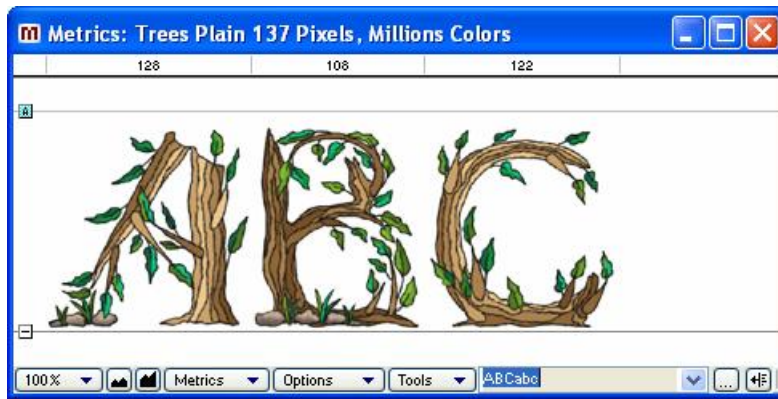 m Metrics: Trees Plain 137 Pixels, Millions Colors
128 108 122
A
ABC
100% Metrics Options Tools ABCabc ...